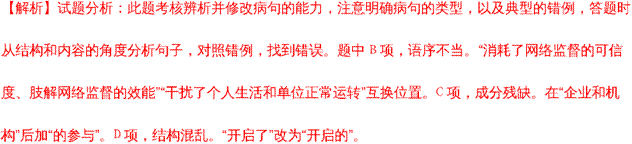 【解析】试题分析：此题考核辨析并修改病句的能力，注意明确病句的类型，以及典型的错例，答题时
从结构和内容的角度分析句子，对照错例，找到错误。题中 B 项，语序不当。“消耗了网络监督的可信
度、肢解网络监督的效能”“干扰了个人生活和单位正常运转”互换位置。C 项，成分残缺。在“企业和机
构”后加“的参与”。D 项，结构混乱。“开启了”改为“开启的”。